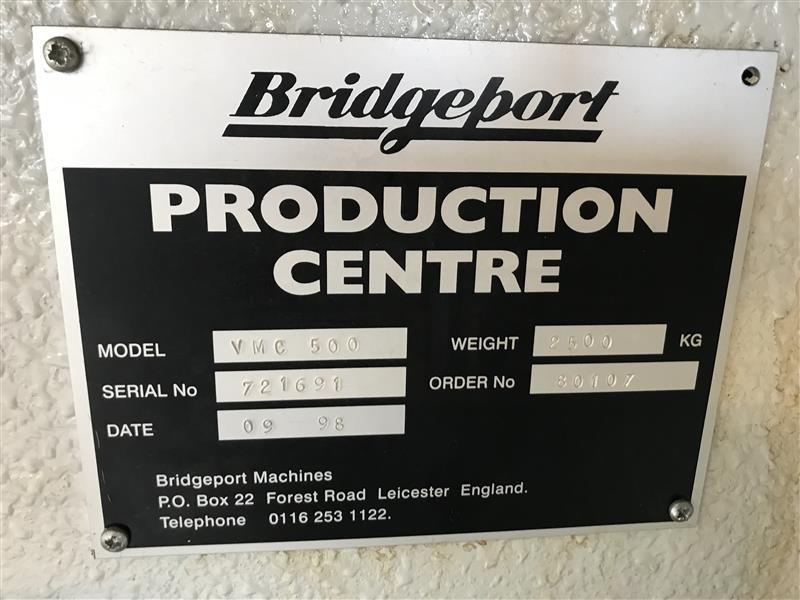 Bridgeport
PRODUCTION
CENTRE
MODEL VMC 500 WEIGHT 2500 KG
SERIAL No 721691 ORDER No 80107
DATE 09 98
Bridgeport Machines
P.O. Box 22 Forest Road Leicester England.
Telephone 0116 253 1122.